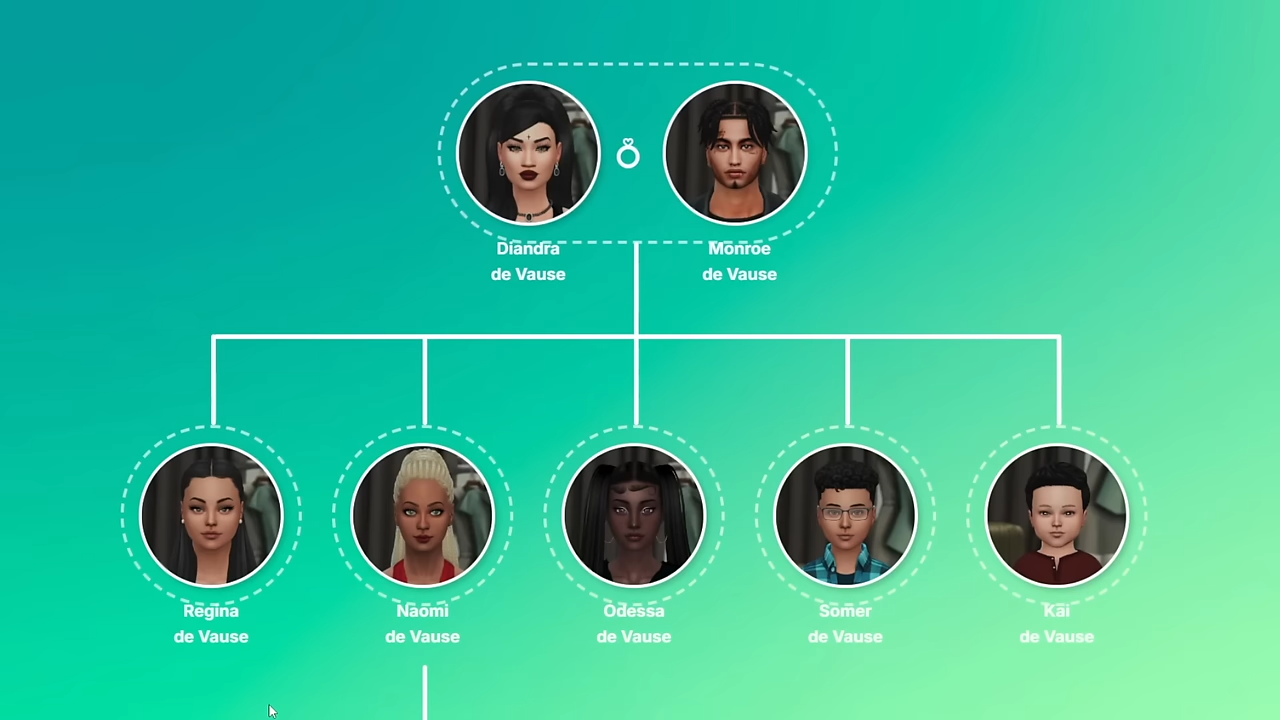 Diandra
de Vause
Monroe
de Vause
Regina
de Vause
Naomi
de Vause
Odessa
de Vause
Somer
de Vause
Kai
de Vause